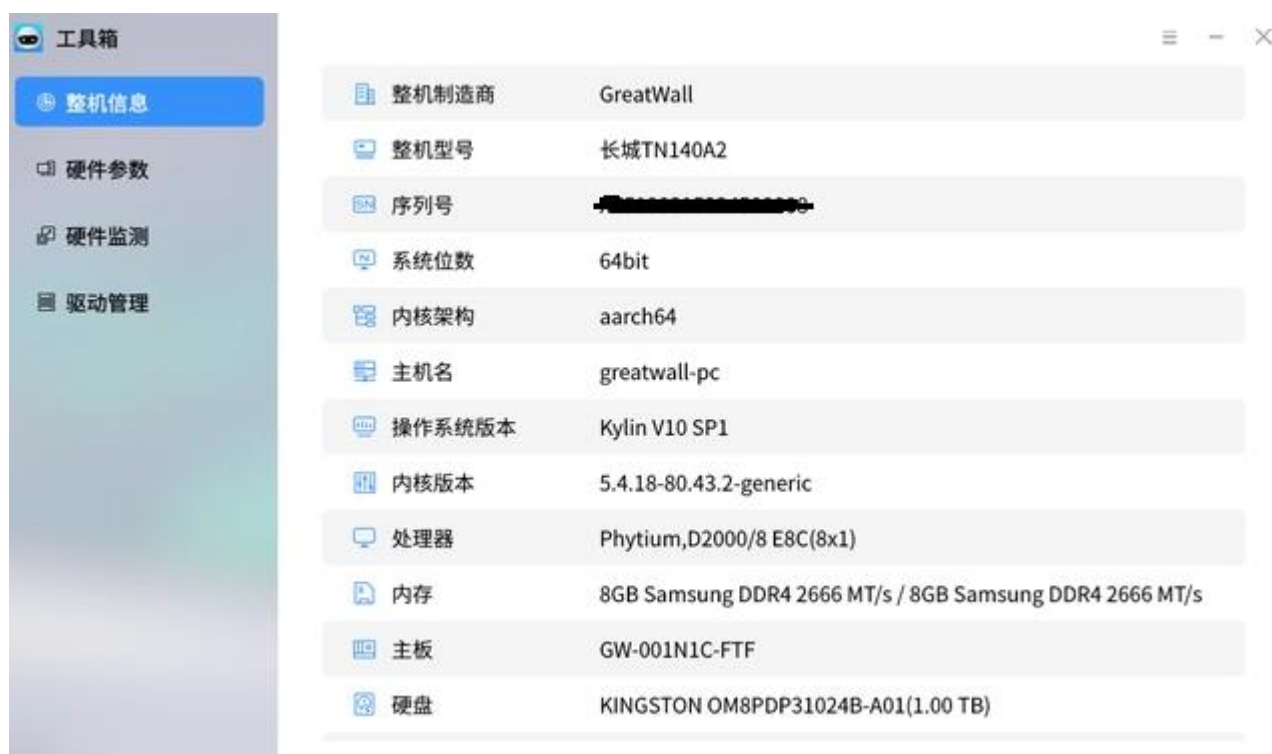 工具箱
整机信息
硬件参数
硬件监测
驱动管理
整机制造商 GreatWall
整机型号 长城TN140A2
SN 序列号
系统位数 64bit
内核架构 aarch64
主机名 greatwall-pc
操作系统版本 Kylin V10 SP1
内核版本 5.4.18-80.43.2-generic
处理器 Phytium,D2000/8 E8C(8x1)
内存 8GB Samsung DDR4 2666 MT/s / 8GB Samsung DDR4 2666 MT/s
主板 GW-001N1C-FTF
硬盘 KINGSTON OM8PDP31024B-A01(1.00 TB)